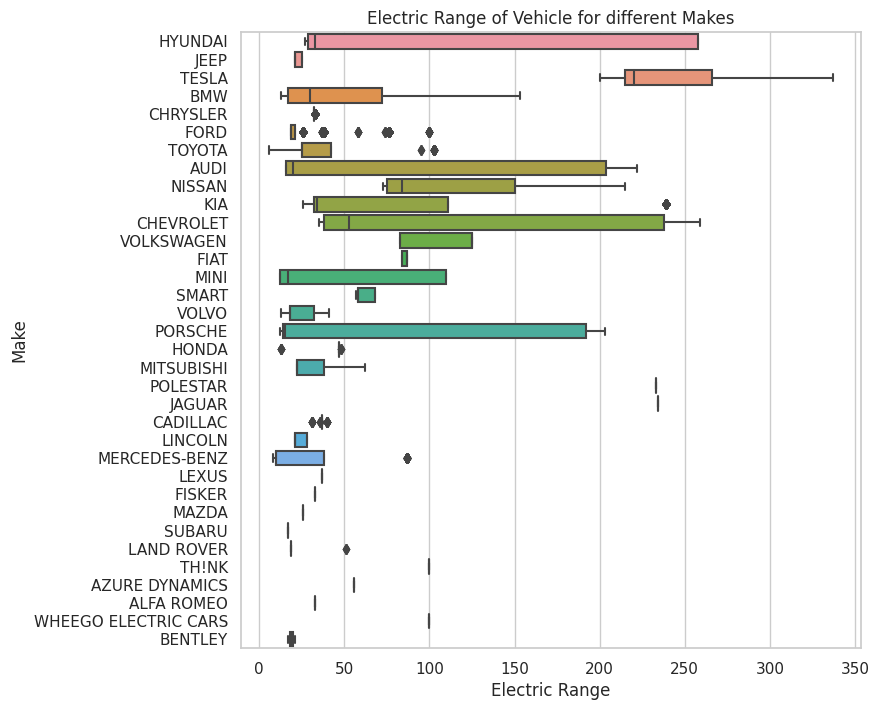 Electric Range of Vehicle for different Makes
HYUNDAI
JEEP
TESLA
BMW
CHRYSLER
FORD
TOYOTA
AUDI
NISSAN
KIA
CHEVROLET
VOLKSWAGEN
FIAT
MINI
SMART
VOLVO
PORSCHE
HONDA
MITSUBISHI
POLESTAR
JAGUAR
CADILLAC
LINCOLN
MERCEDES-BENZ
LEXUS
FISKER
MAZDA
SUBARU
LAND ROVER
TH!NK
AZURE DYNAMICS
ALFA ROMEO
WHEEGO ELECTRIC CARS
BENTLEY
Make
0 50 100 150 200 250 300 350
Electric Range